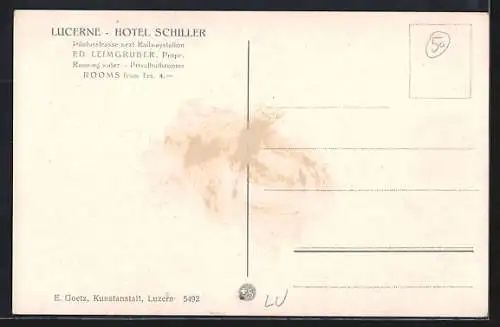 LUCERNE - HOTEL SCHILLER
Pilatusstrasse next Railwaystation
ED. LEIMGRUBER, Propr.
Running water - Privatbathrooms
ROOMS from frs. 4.—
50
E. Goetz, Kunstanstalt, Luzern 5492
LU